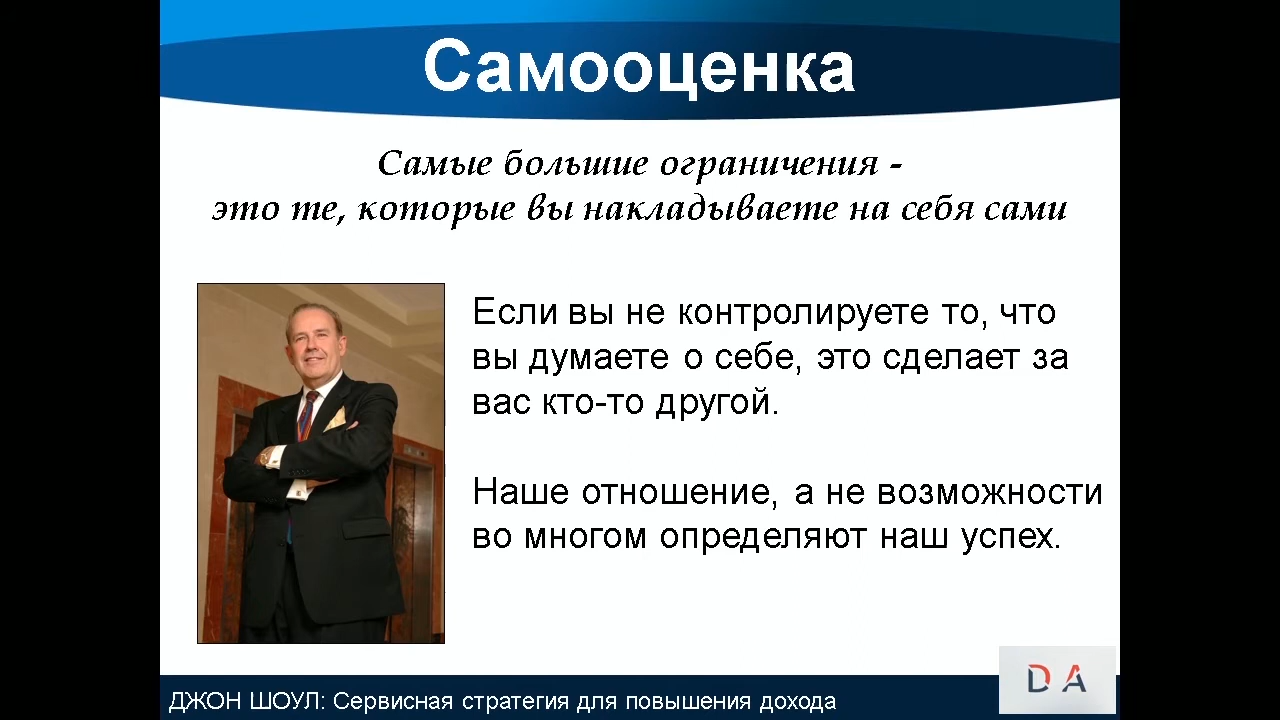 Самооценка
Самые большие ограничения -
это те, которые вы накладываете на себя сами
Если вы не контролируете то, что
вы думаете о себе, это сделает за
вас кто-то другой.
Наше отношение, а не возможности
во многом определяют наш успех.
ДЖОН ШОУЛ: Сервисная стратегия для повышения дохода
DA